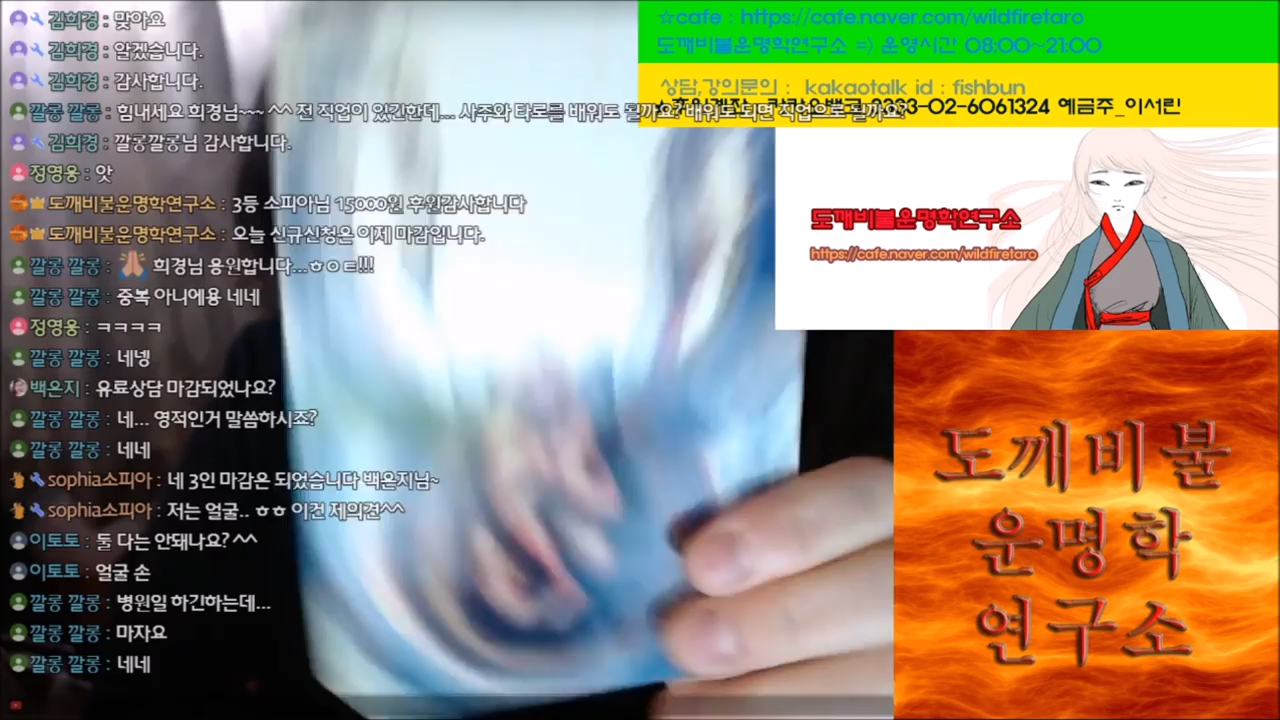 김희경 : 맞아요
김희경 : 알겠습니다.
김희경 : 감사합니다.
깔롱 깔롱 : 힘내세요 희경님~~~ ^^ 전 직업이 있긴한데... 사주와 타로를 배워도 될까요? 배워도 되면 직업으로 될까요?
김희경 : 깔롱깔롱님 감사합니다.
정영웅 : 앗
도깨비불운명학연구소 : 3등 소피아님 15000원 후원감사합니다
도깨비불운명학연구소 : 오늘 신규신청은 이제 마감입니다.
깔롱 깔롱 : 희경님 응원합니다...ㅎㅇㅌ!!!
깔롱 깔롱 : 중복 아니에용 네네
정영웅 : ㅋㅋㅋㅋ
깔롱 깔롱 : 네넹
백은지 : 유료상담 마감되었나요?
깔롱 깔롱 : 네... 영적인거 말씀하시죠?
깔롱 깔롱 : 네네
sophia소피아 : 네 3인 마감은 되었습니다 백은지님~
sophia소피아 : 저는 얼굴.. ㅎㅎ 이건 제의견^^
이토토 : 둘 다는 안돼나요? ^^
이토토 : 얼굴 손
깔롱 깔롱 : 병원일 하긴하는데...
깔롱 깔롱 : 마자요
깔롱 깔롱 : 네네
☆cafe : https://cafe.naver.com/wildfiretaro
도깨비불운명학연구소 => 운영시간 08:00~21:00
상담,강의문의 : kakaotalk id : fishbun
3333-02-6061324 예금주_이서린
도깨비불운명학연구소
https://cafe.naver.com/wildfiretaro
도깨비불
운명학
연구소